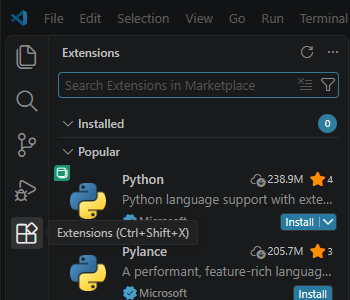 File Edit Selection View Go Run Terminal
Extensions
Search Extensions in Marketplace
Installed 0
Popular
Python 238.9M 4
Python language support with exte...
Microsoft Install
Extensions (Ctrl+Shift+X)
Pylance 205.7M 3
A performant, feature-rich languag...
Microsoft Install